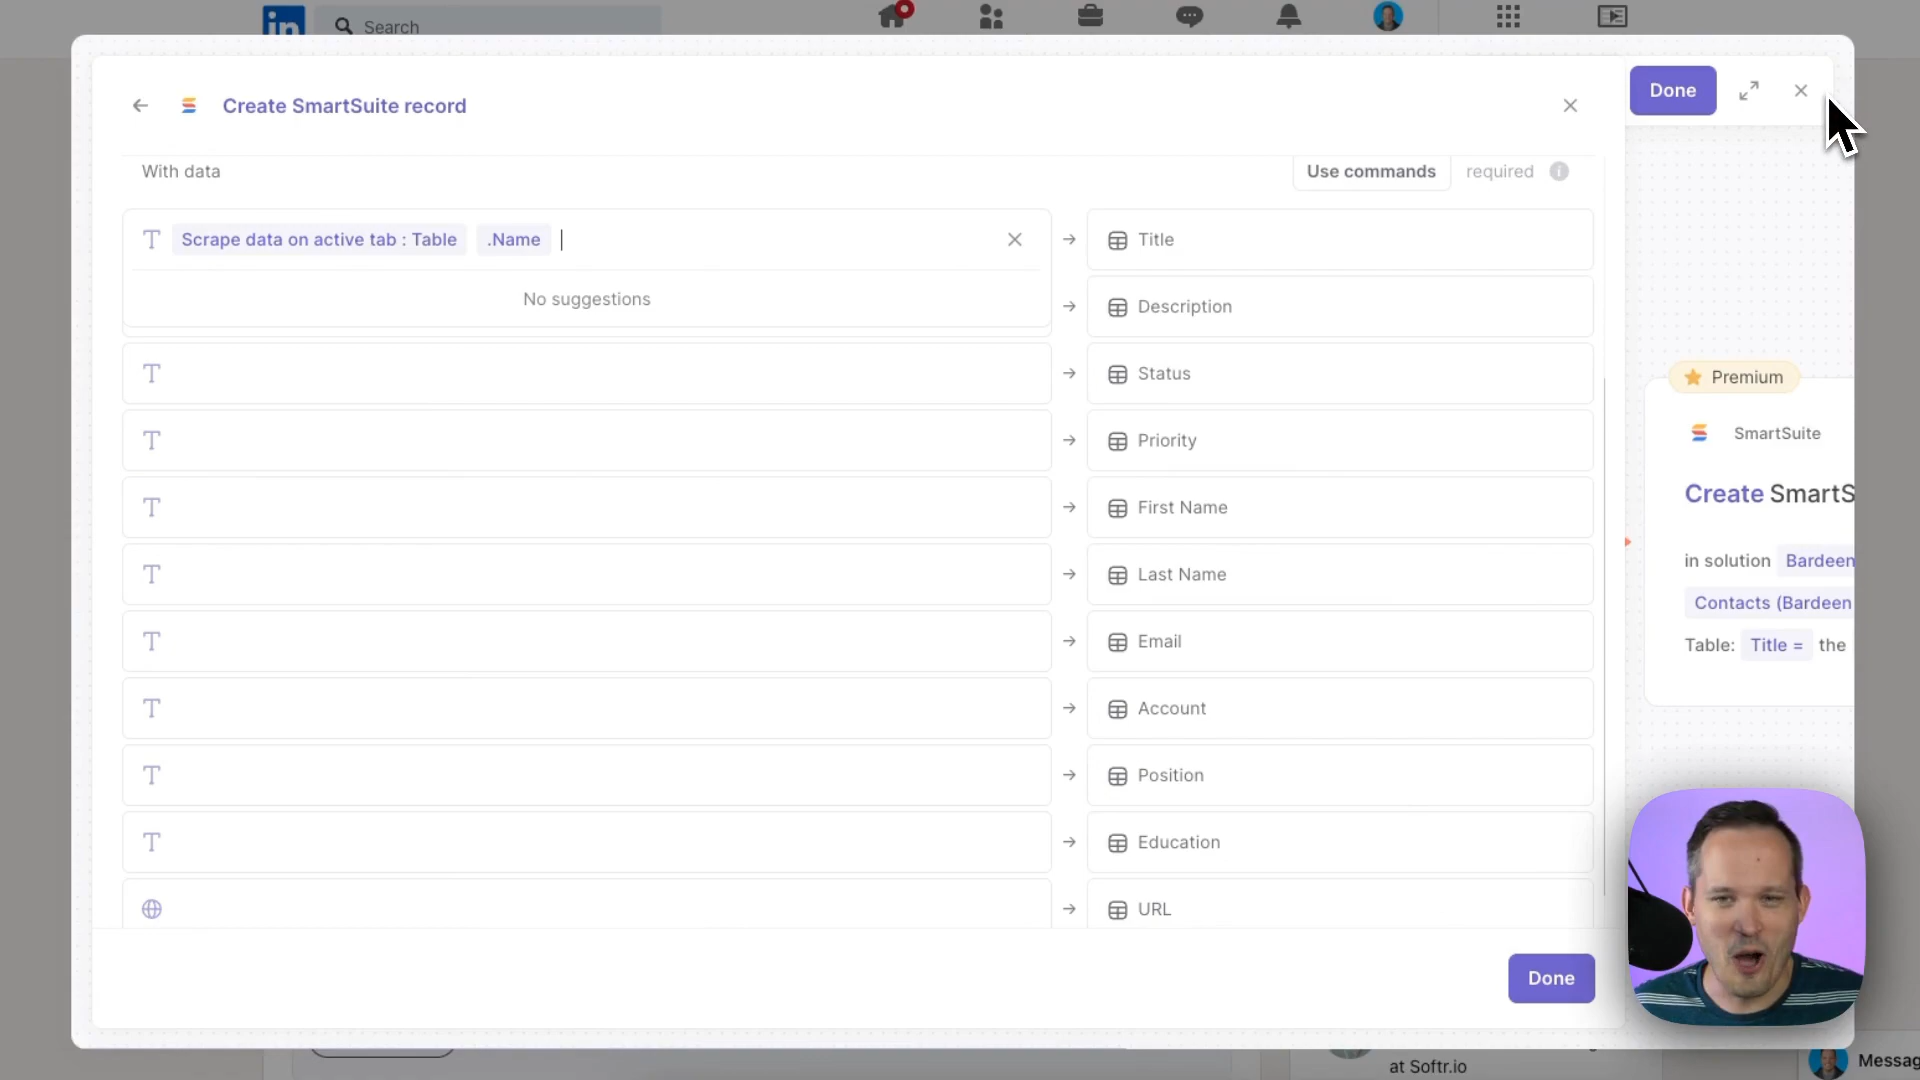 in
Search
Create SmartSuite record
Done
With data
Use commands
required
Scrape data on active tab : Table
.Name
Title
No suggestions
Description
Status
Priority
First Name
Last Name
Email
Account
Position
Education
URL
Done
Premium
SmartSuite
Create SmartS
in solution Bardeen
Contacts (Bardeen
Table: Title = the
at Softr.io
Messag